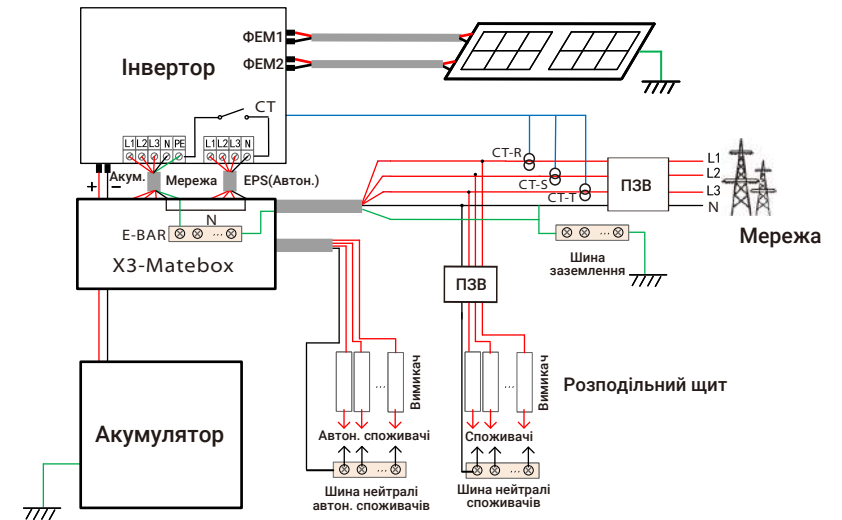 ФЕМ1
Інвертор
ФЕМ2
СТ
L1 L2 L3 N PE
L1 L2 L3 N
Акум.
Мережа
EPS(Автон.)
+
–
N
E-BAR
...
X3-Matebox
CT-R
CT-S
CT-T
ПЗВ
L1
L2
L3
N
Мережа
...
Шина
заземлення
ПЗВ
...
Вимикач
...
Вимикач
Розподільний щит
Акумулятор
Автон. споживачі
Споживачі
...
...
Шина нейтралі
автон. споживачів
Шина нейтралі
споживачів